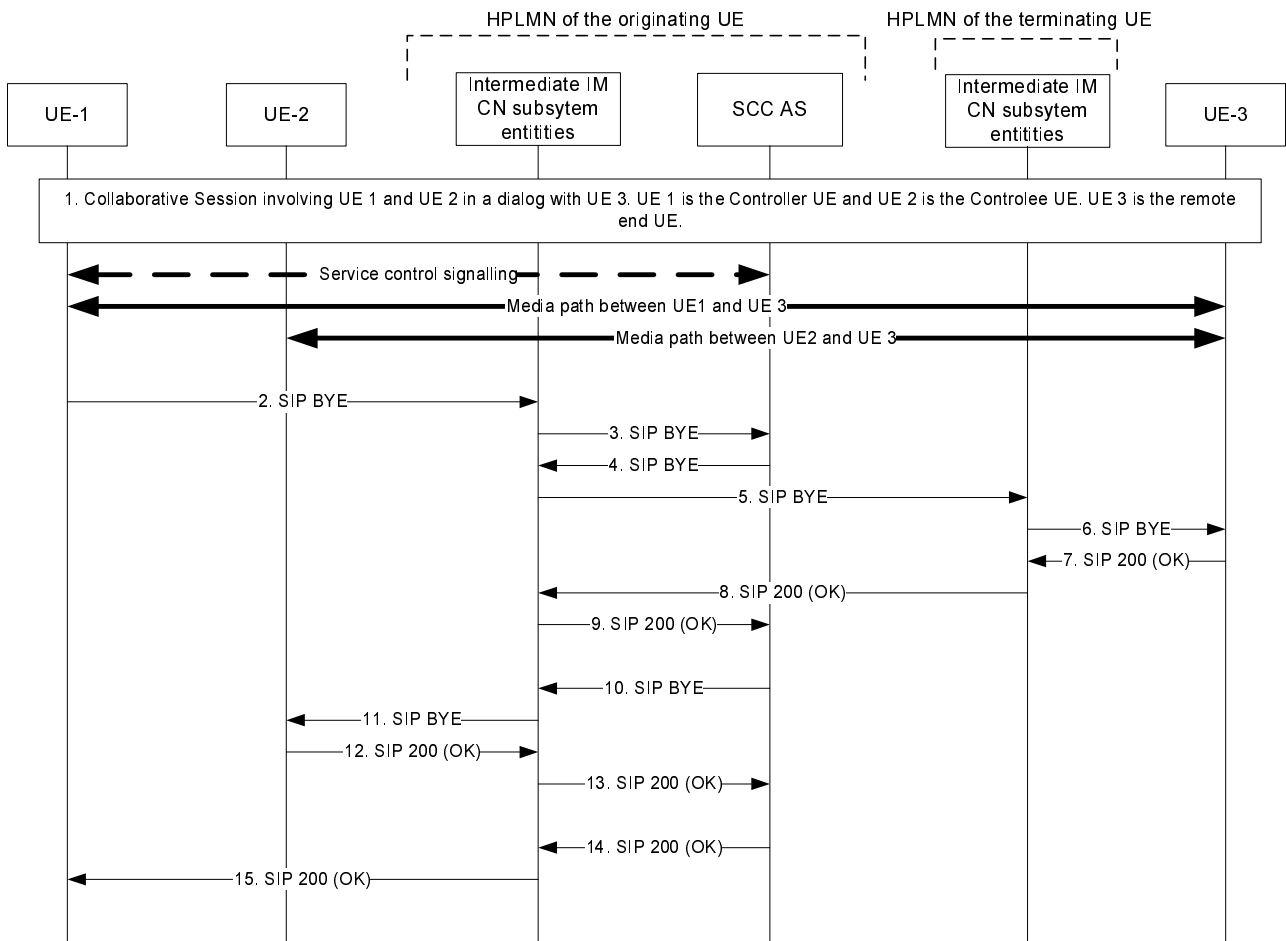 HPLMN of the originating UE
HPLMN of the terminating UE
UE-1
UE-2
Intermediate IM
CN subsytem
entitities
SCC AS
Intermediate IM
CN subsytem
entitities
UE-3
1. Collaborative Session involving UE 1 and UE 2 in a dialog with UE 3. UE 1 is the Controller UE and UE 2 is the Controlee UE. UE 3 is the remote
end UE.
Service control signalling
Media path between UE1 and UE 3
Media path between UE2 and UE 3
2. SIP BYE
3. SIP BYE
4. SIP BYE
5. SIP BYE
6. SIP BYE
7. SIP 200 (OK)
8. SIP 200 (OK)
9. SIP 200 (OK)
10. SIP BYE
11. SIP BYE
12. SIP 200 (OK)
13. SIP 200 (OK)
14. SIP 200 (OK)
15. SIP 200 (OK)